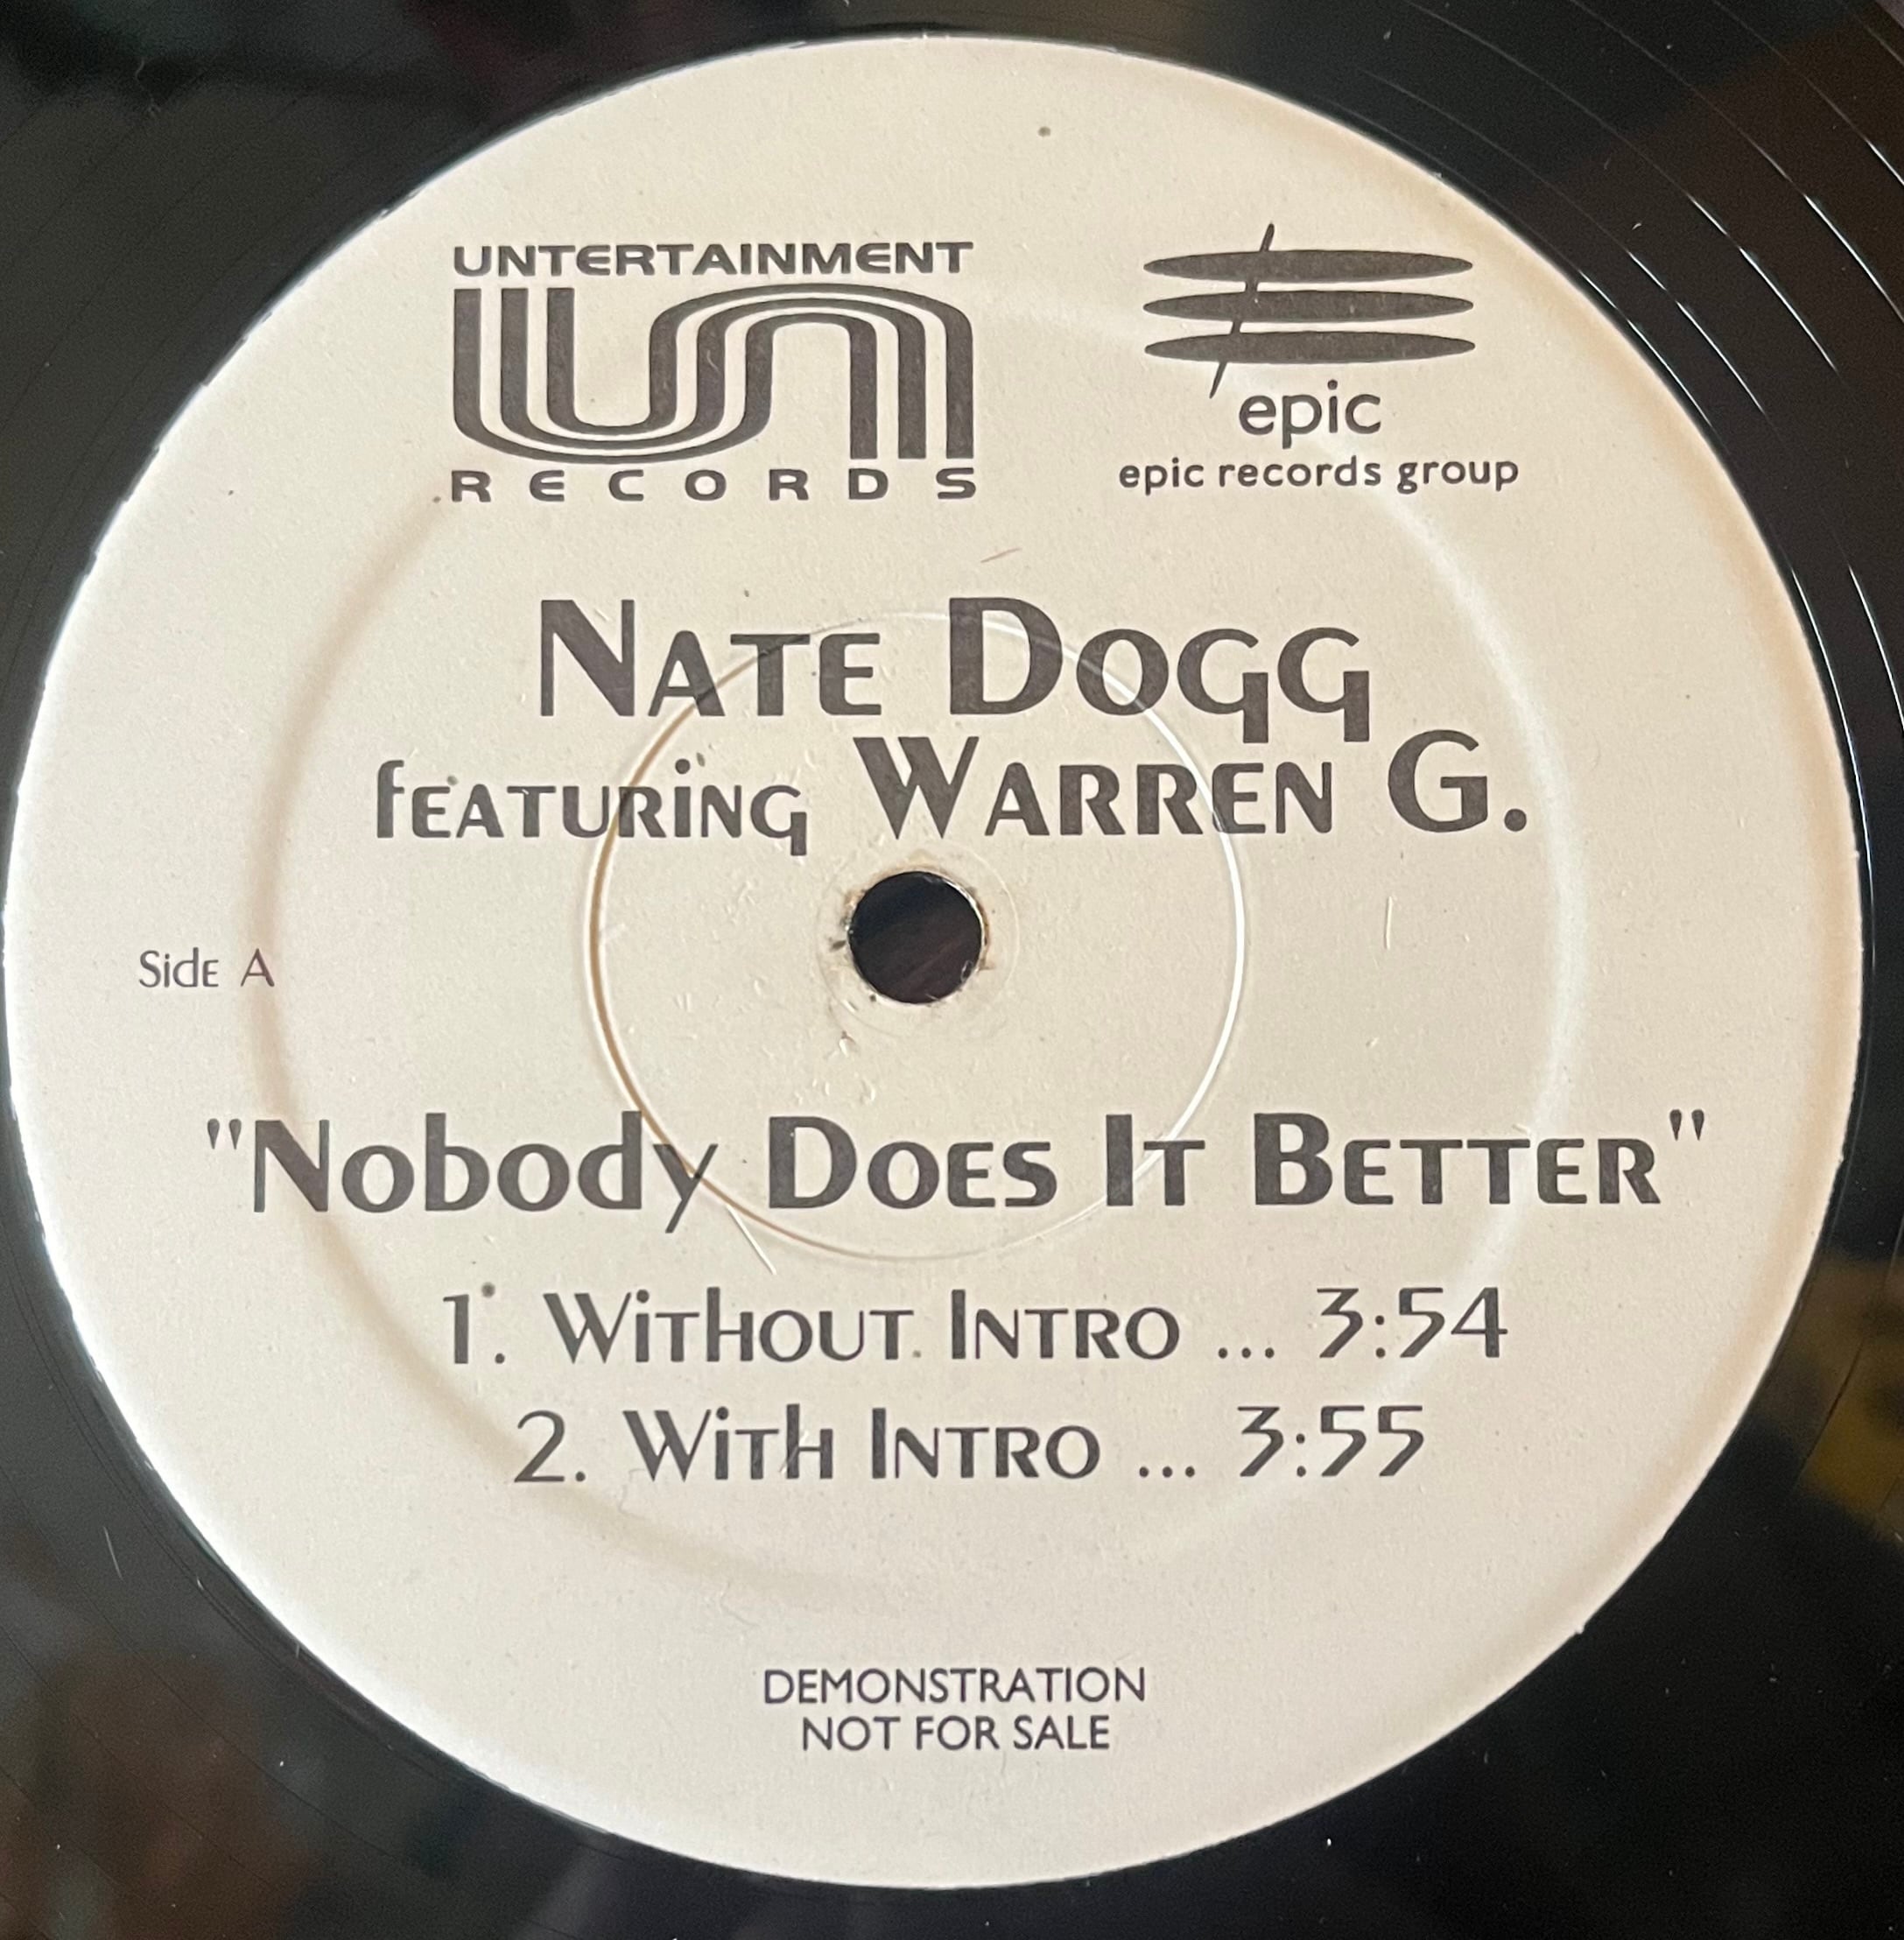 UNTERTAINMENT
un
RECORDS
epic
epic records group
Nate Dogg
featuring Warren G.
Side A
"Nobody Does It Better"
1. Without Intro ... 3:54
2. With Intro ... 3:55
DEMONSTRATION
NOT FOR SALE